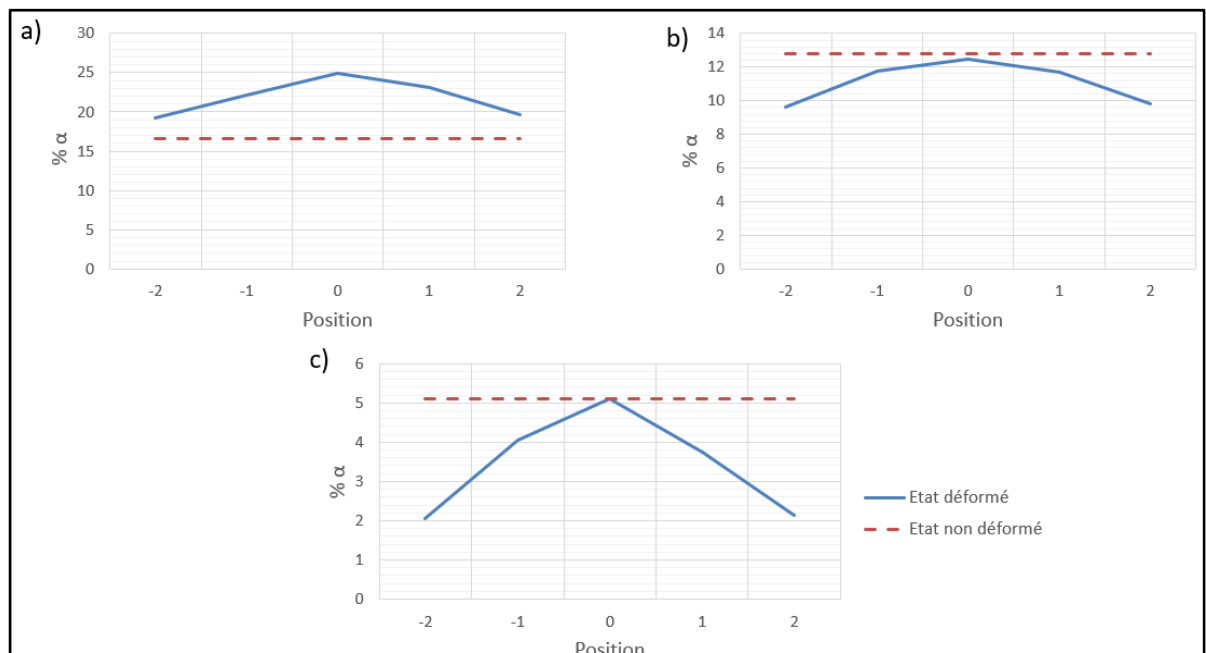 a)
30
25
20
15
10
5
0
% α
-2 -1 0 1 2
Position
b)
14
12
10
8
6
4
2
0
% α
-2 -1 0 1 2
Position
c)
6
5
4
3
2
1
0
% α
-2 -1 0 1 2
Position
Etat déformé
Etat non déformé